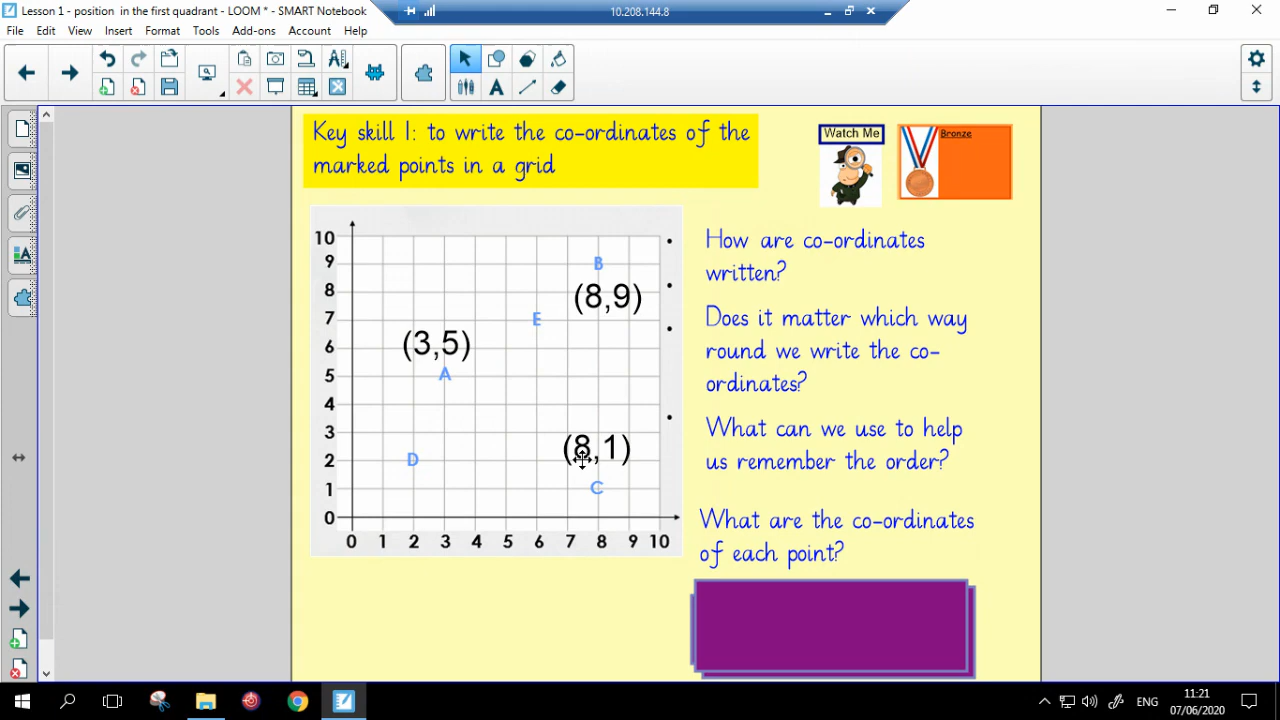 Lesson 1 - position in the first quadrant - LOOM * - SMART Notebook
10.208.144.8
File Edit View Insert Format Tools Add-ons Account Help
Key skill 1: to write the co-ordinates of the
marked points in a grid
Watch Me
Bronze
10
9
8
7
6
5
4
3
2
1
0
0 1 2 3 4 5 6 7 8 9 10
B
(8,9)
E
(3,5)
A
(8,1)
D
C
How are co-ordinates
written?
Does it matter which way
round we write the co-
ordinates?
What can we use to help
us remember the order?
What are the co-ordinates
of each point?
ENG
11:21
07/06/2020